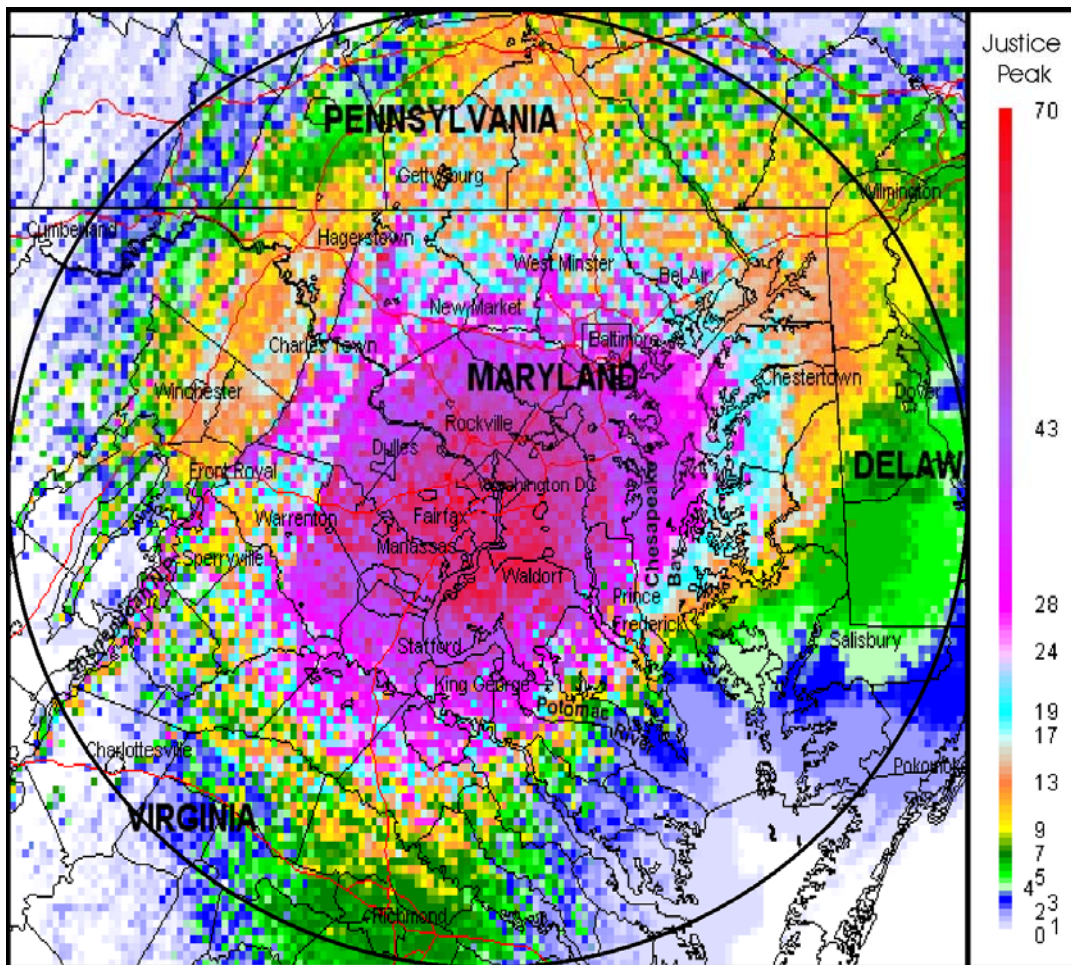 Justice
Peak
70
43
28
24
19
17
13
9
7
5
4
3
2
1
0
PENNSYLVANIA
Gettysburg
Wilmington
Cumberland
Hagerstown
West Minster
Bel Air
New Market
Baltimore
Charles Town
MARYLAND
Chestertown
Winchester
Dover
Rockville
Dulles
DELAW
Front Royal
Washington DC
Warrenton
Fairfax
Chesapeake
Bay
Manassas
Sperryville
Waldorf
Prince
Frederick
Stafford
Salisbury
King George
Potomac
River
Charlottesville
Pokomok
VIRGINIA
Richmond